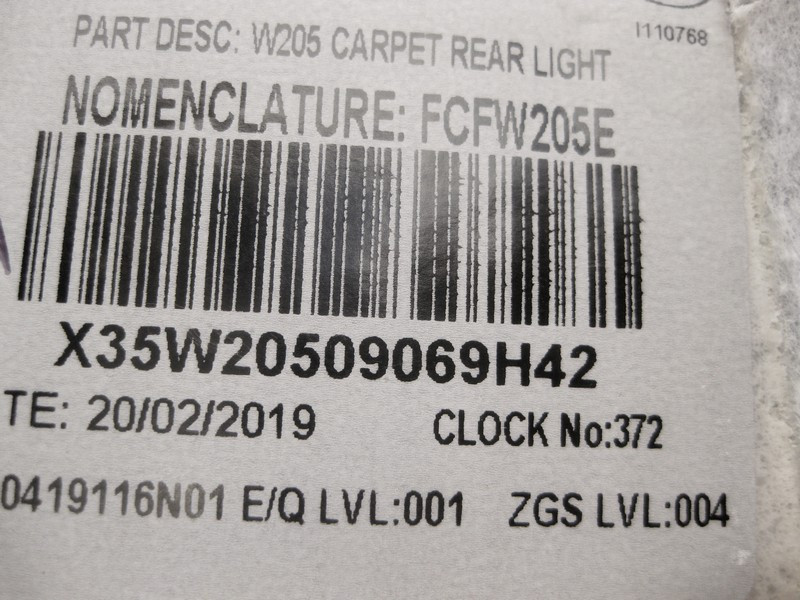 I110768
PART DESC: W205 CARPET REAR LIGHT
NOMENCLATURE: FCFW205E
X35W20509069H42
TE: 20/02/2019 CLOCK No:372
0419116N01 E/Q LVL:001 ZGS LVL:004